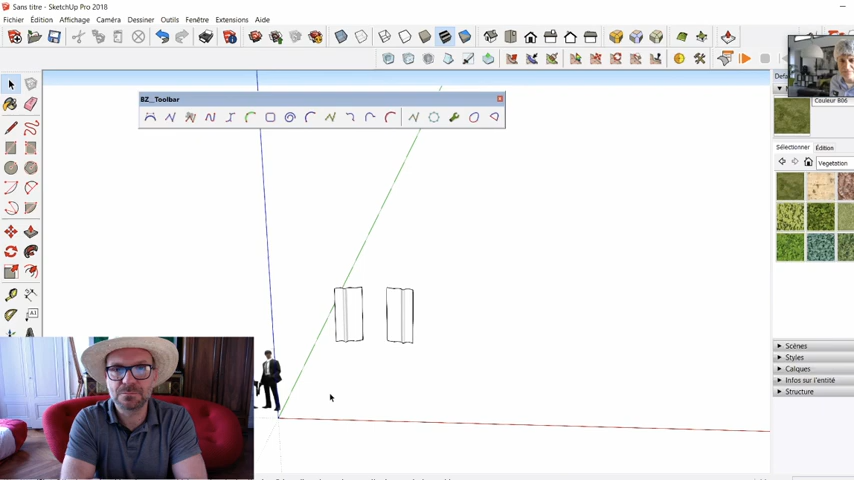 Sans titre - SketchUp Pro 2018
Fichier Édition Affichage Caméra Dessiner Outils Fenêtre Extensions Aide
BZ__Toolbar
Couleur 806
Sélectionner Édition
Vegetation
Scènes
Styles
Calques
Infos sur l'entité
Structure